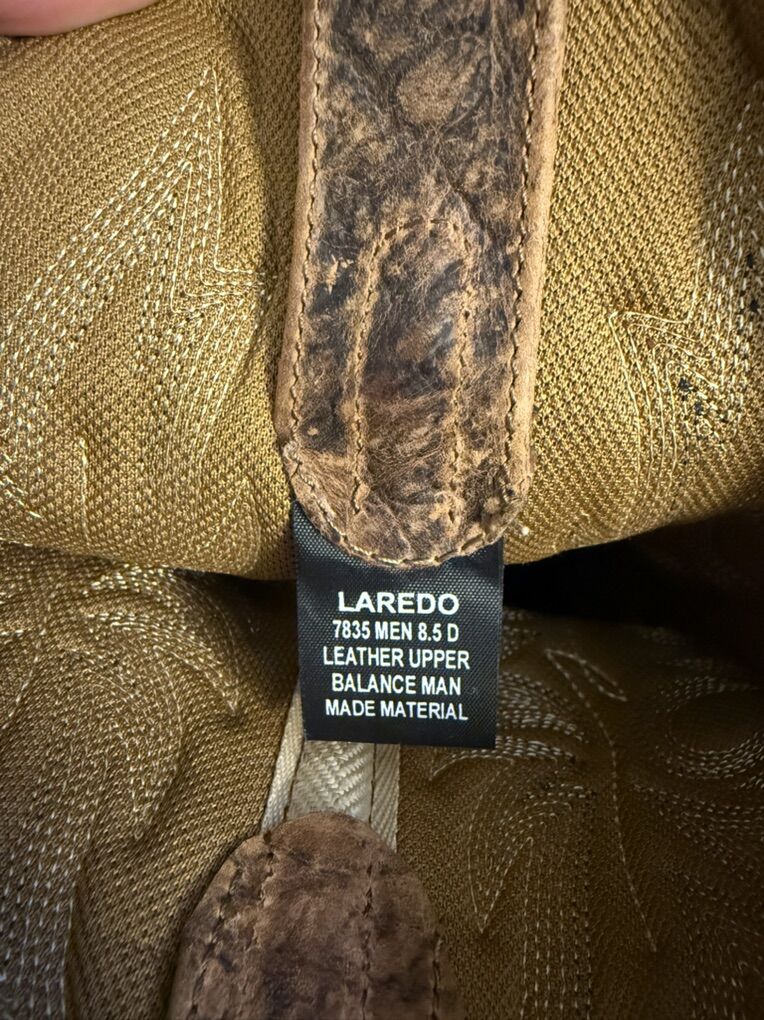 LAREDO
7835 MEN 8.5 D
LEATHER UPPER
BALANCE MAN
MADE MATERIAL